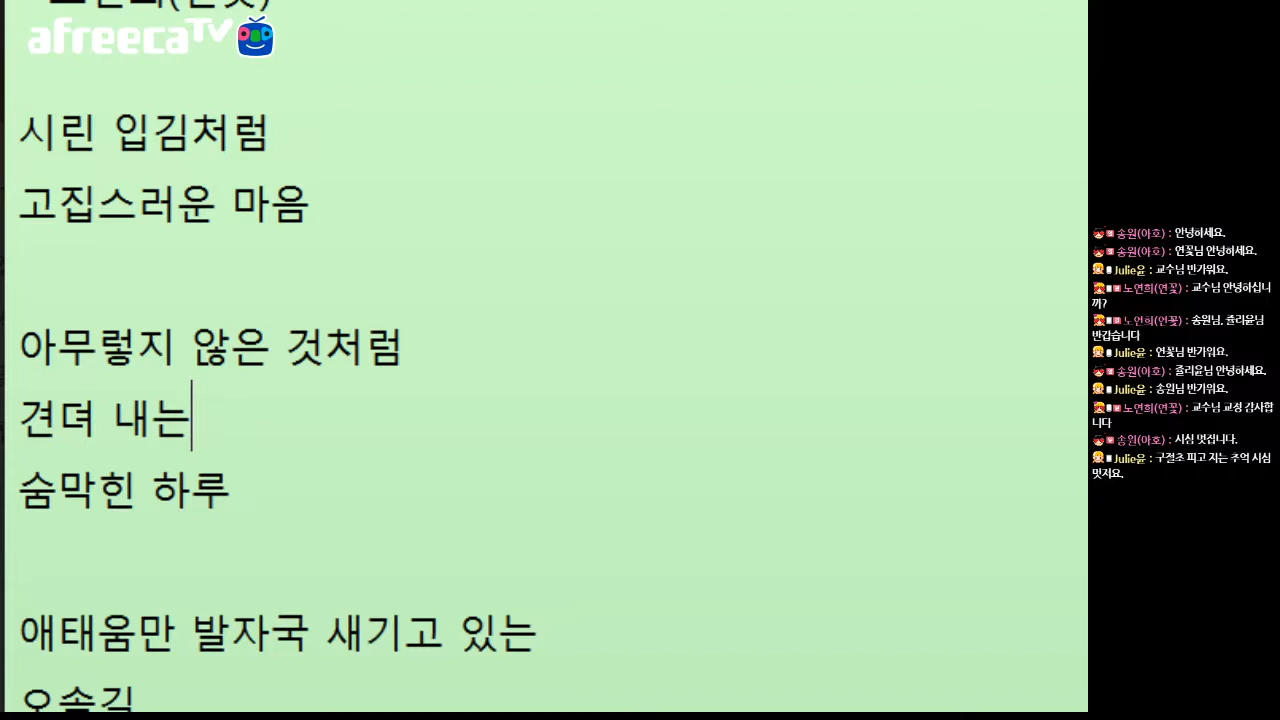 afreecaTV
시린 입김처럼
고집스러운 마음
아무렇지 않은 것처럼
견뎌 내는
숨막힌 하루
애태움만 발자국 새기고 있는
오솔길
송원(아호) : 안녕하세요.
송원(아호) : 연꽃님 안녕하세요.
Julie윤 : 교수님 반가워요.
노연희(연꽃) : 교수님 안녕하십니
까?
노연희(연꽃) : 송원님, 쥴리윤님
반갑습니다
Julie윤 : 연꽃님 반가워요.
송원(아호) : 쥴리윤님 안녕하세요.
Julie윤 : 송원님 반가워요.
노연희(연꽃) : 교수님 교정 감사합
니다
송원(아호) : 시심 멋집니다.
Julie윤 : 구절초 피고 지는 추억 시심
멋지요.